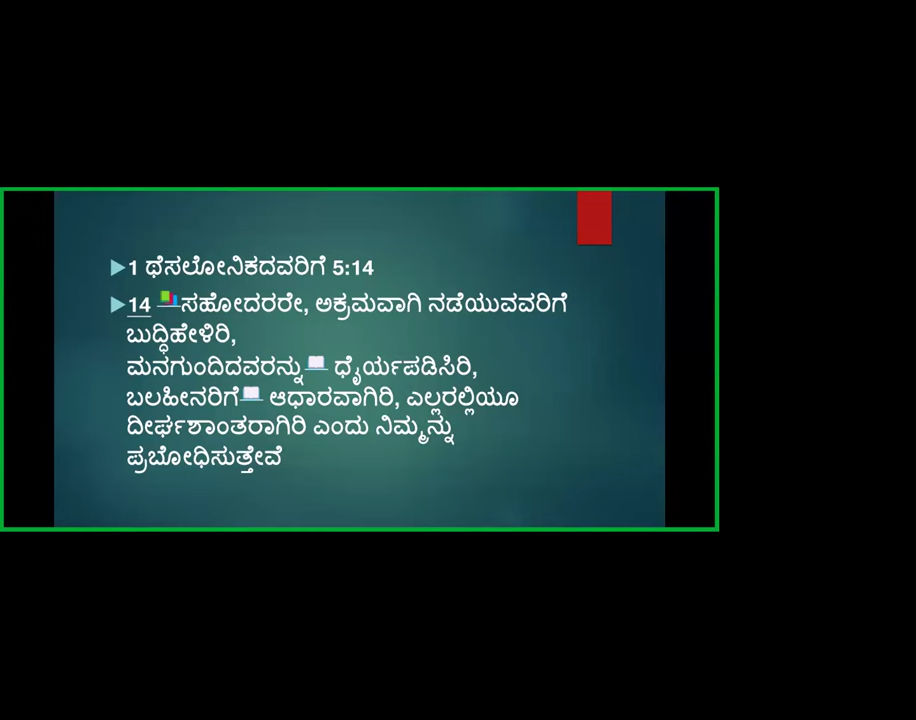 1 ಥೆಸಲೋನಿಕದವರಿಗೆ 5:14
14 ಸಹೋದರರೇ, ಅಕ್ರಮವಾಗಿ ನಡೆಯುವವರಿಗೆ
ಬುದ್ಧಿಹೇಳಿರಿ,
ಮನಗುಂದಿದವರನ್ನು ಧೈರ್ಯಪಡಿಸಿರಿ,
ಬಲಹೀನರಿಗೆ ಆಧಾರವಾಗಿರಿ, ಎಲ್ಲರಲ್ಲಿಯೂ
ದೀರ್ಘಶಾಂತರಾಗಿರಿ ಎಂದು ನಿಮ್ಮನ್ನು
ಪ್ರಬೋಧಿಸುತ್ತೇವೆ